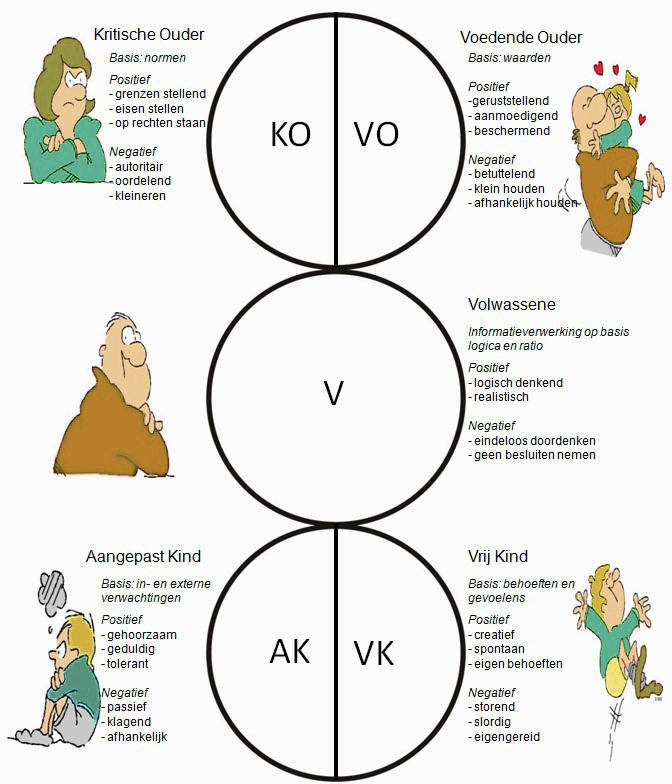 Kritische Ouder
Basis: normen
Positief
- grenzen stellend
- eisen stellen
- op rechten staan
Negatief
- autoritair
- oordelend
- kleineren
KO
VO
Voedende Ouder
Basis: waarden
Positief
-geruststellend
- aanmoedigend
- beschermend
Negatief
- betuttelend
- klein houden
- afhankelijk houden
V
Volwassene
Informatieverwerking op basis
logica en ratio
Positief
- logisch denkend
- realistisch
Negatief
- eindeloos doordenken
- geen besluiten nemen
Aangepast Kind
Basis: in- en externe
verwachtingen
Positief
- gehoorzaam
- geduldig
- tolerant
Negatief
- passief
- klagend
- afhankelijk
AK
VK
Vrij Kind
Basis: behoeften en
gevoelens
Positief
- creatief
- spontaan
- eigen behoeften
Negatief
- storend
- slordig
- eigengereid